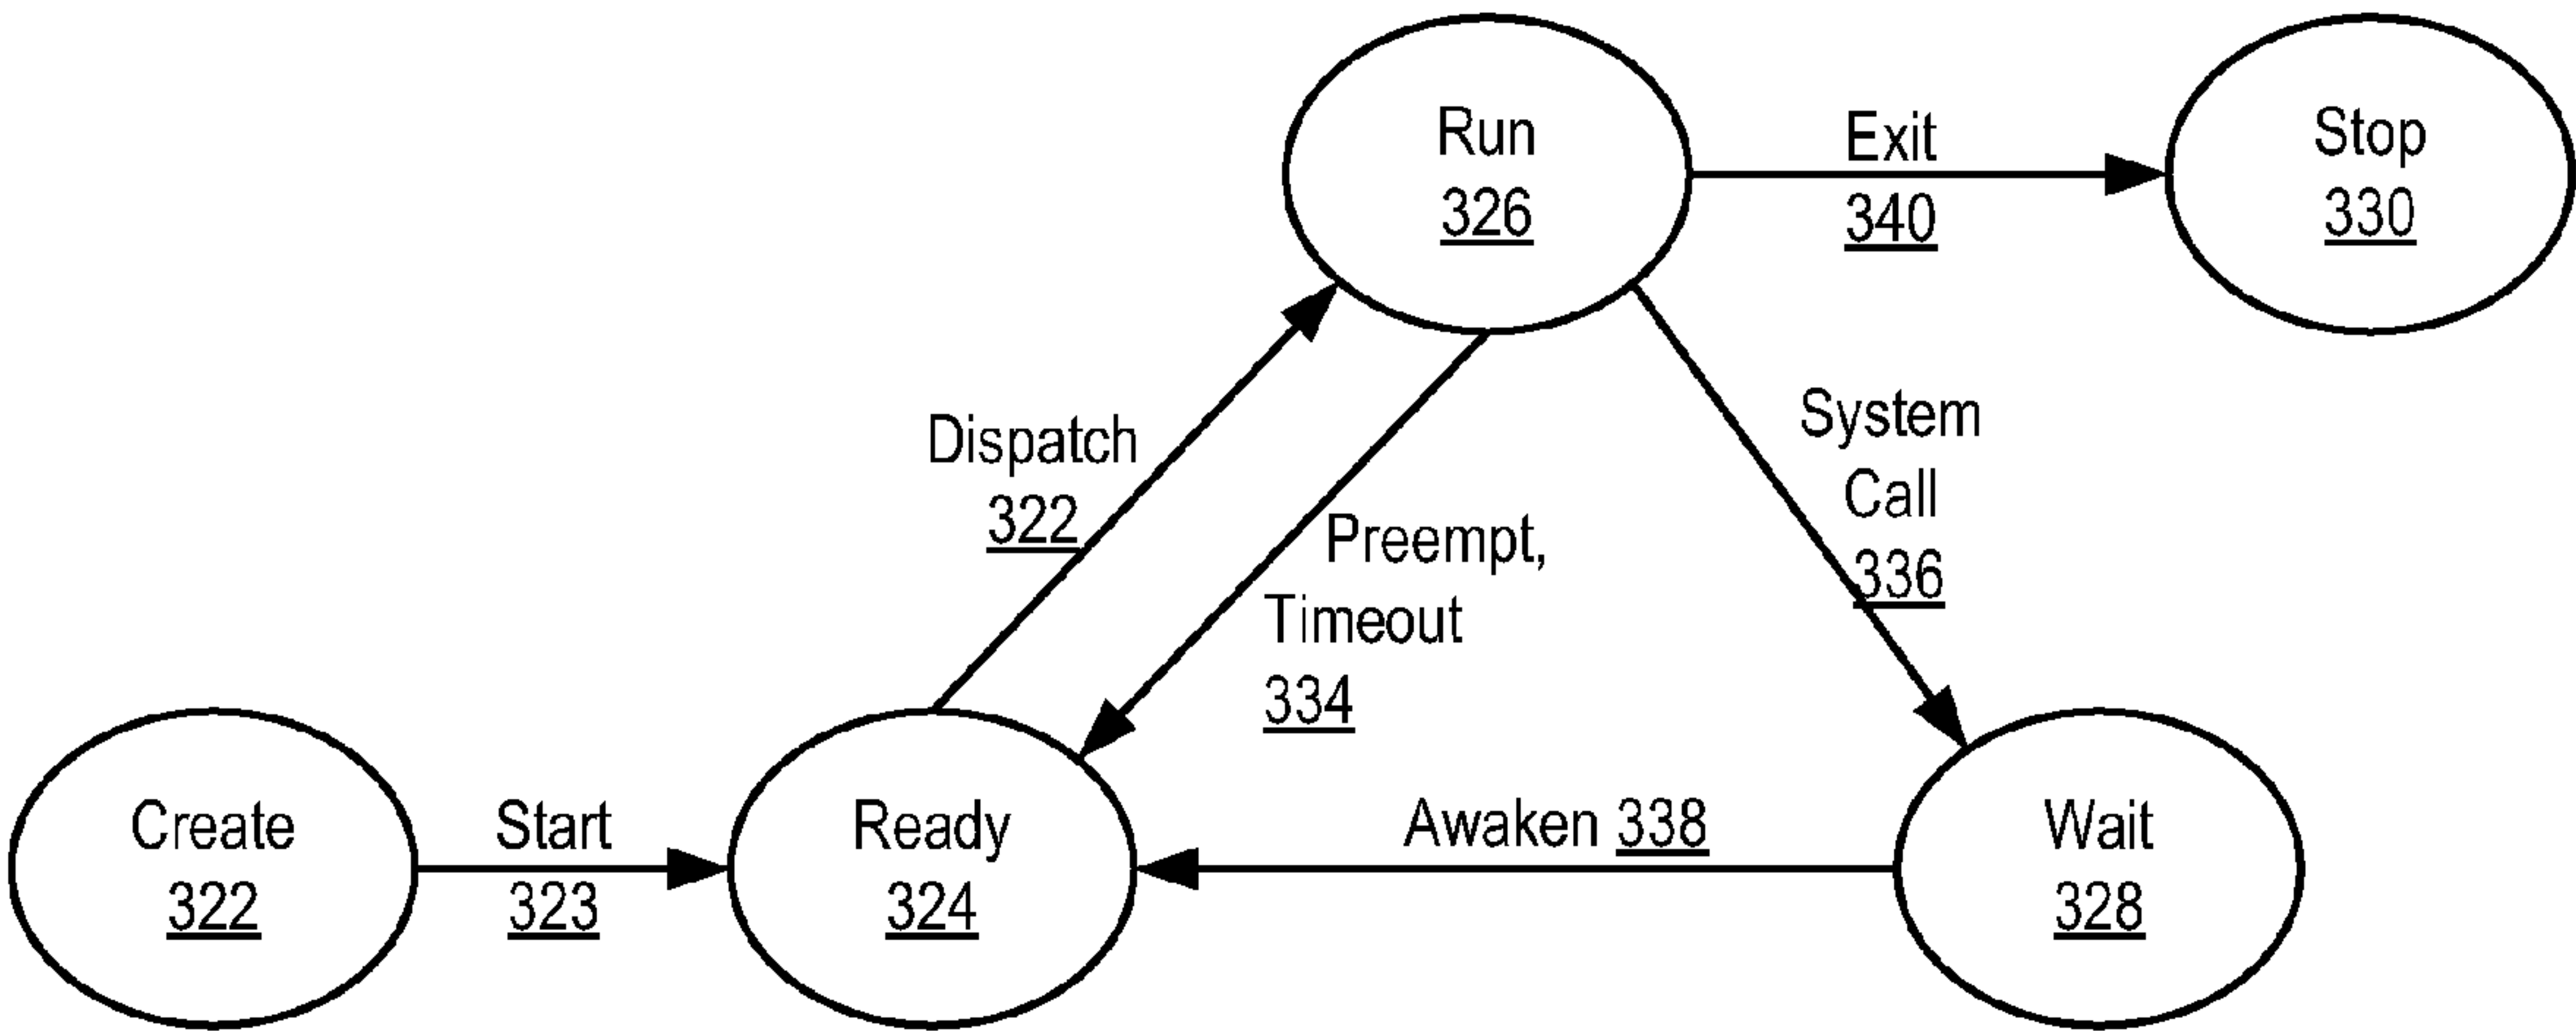 Run
326
Exit
340
Stop
330
Dispatch
322
System
Call
336
Preempt,
Timeout
334
Create
322
Start
323
Ready
324
Awaken 338
Wait
328